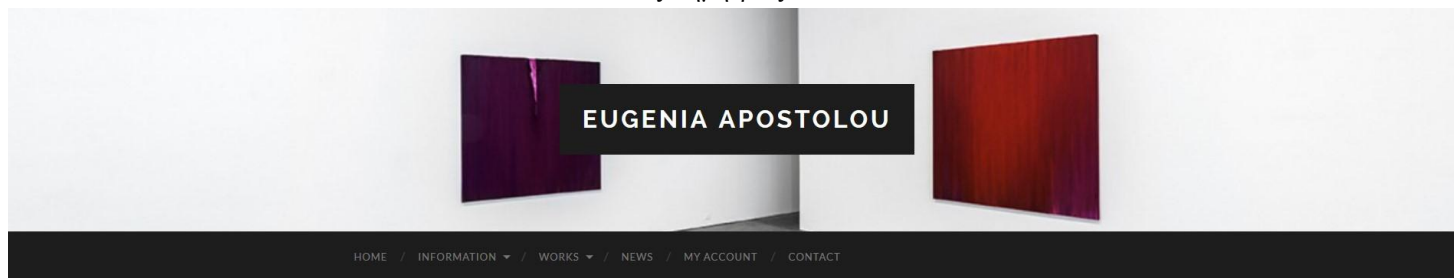 EUGENIA APOSTOLOU
HOME / INFORMATION / WORKS / NEWS / MY ACCOUNT / CONTACT